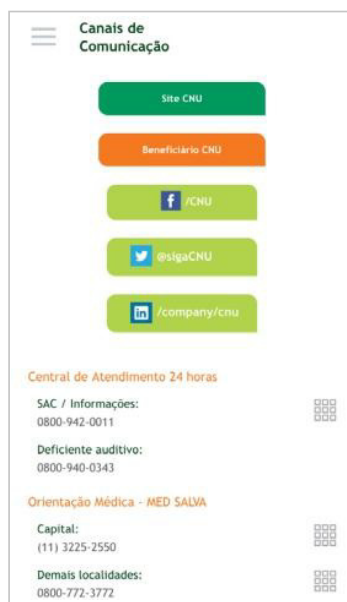 Canais de
Comunicação
Site CNU
Beneficiário CNU
f /CNU
@sigaCNU
in /company/cnu
Central de Atendimento 24 horas
SAC / Informações:
0800-942-0011
Deficiente auditivo:
0800-940-0343
Orientação Médica - MED SALVA
Capital:
(11) 3225-2550
Demais localidades:
0800-772-3772